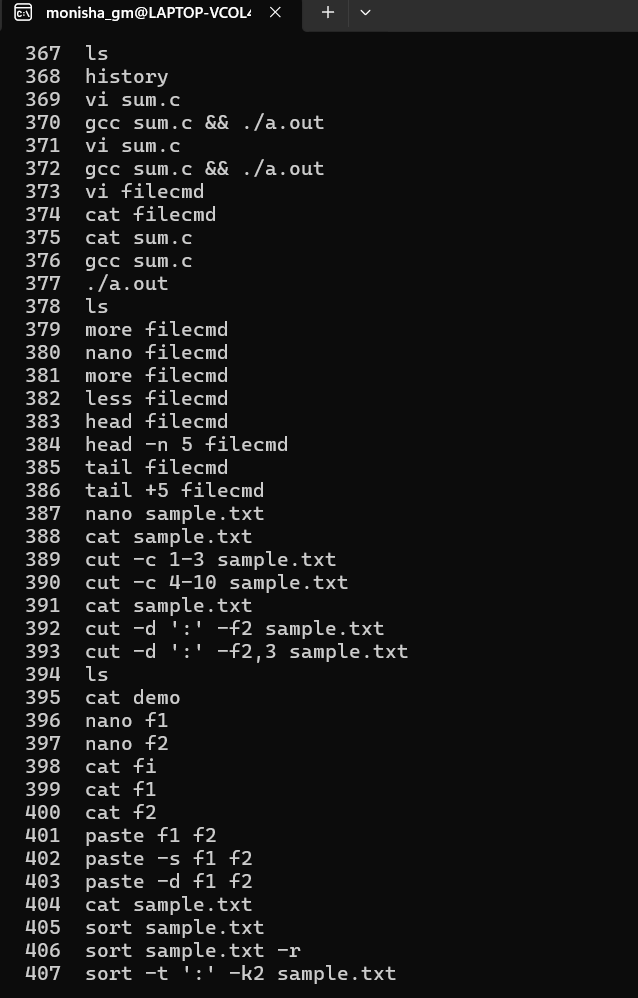 monisha_gm@LAPTOP-VCOL4
367 ls
368 history
369 vi sum.c
370 gcc sum.c && ./a.out
371 vi sum.c
372 gcc sum.c && ./a.out
373 vi filecmd
374 cat filecmd
375 cat sum.c
376 gcc sum.c
377 ./a.out
378 ls
379 more filecmd
380 nano filecmd
381 more filecmd
382 less filecmd
383 head filecmd
384 head -n 5 filecmd
385 tail filecmd
386 tail +5 filecmd
387 nano sample.txt
388 cat sample.txt
389 cut -c 1-3 sample.txt
390 cut -c 4-10 sample.txt
391 cat sample.txt
392 cut -d ':' -f2 sample.txt
393 cut -d ':' -f2,3 sample.txt
394 ls
395 cat demo
396 nano f1
397 nano f2
398 cat fi
399 cat f1
400 cat f2
401 paste f1 f2
402 paste -s f1 f2
403 paste -d f1 f2
404 cat sample.txt
405 sort sample.txt
406 sort sample.txt -r
407 sort -t ':' -k2 sample.txt